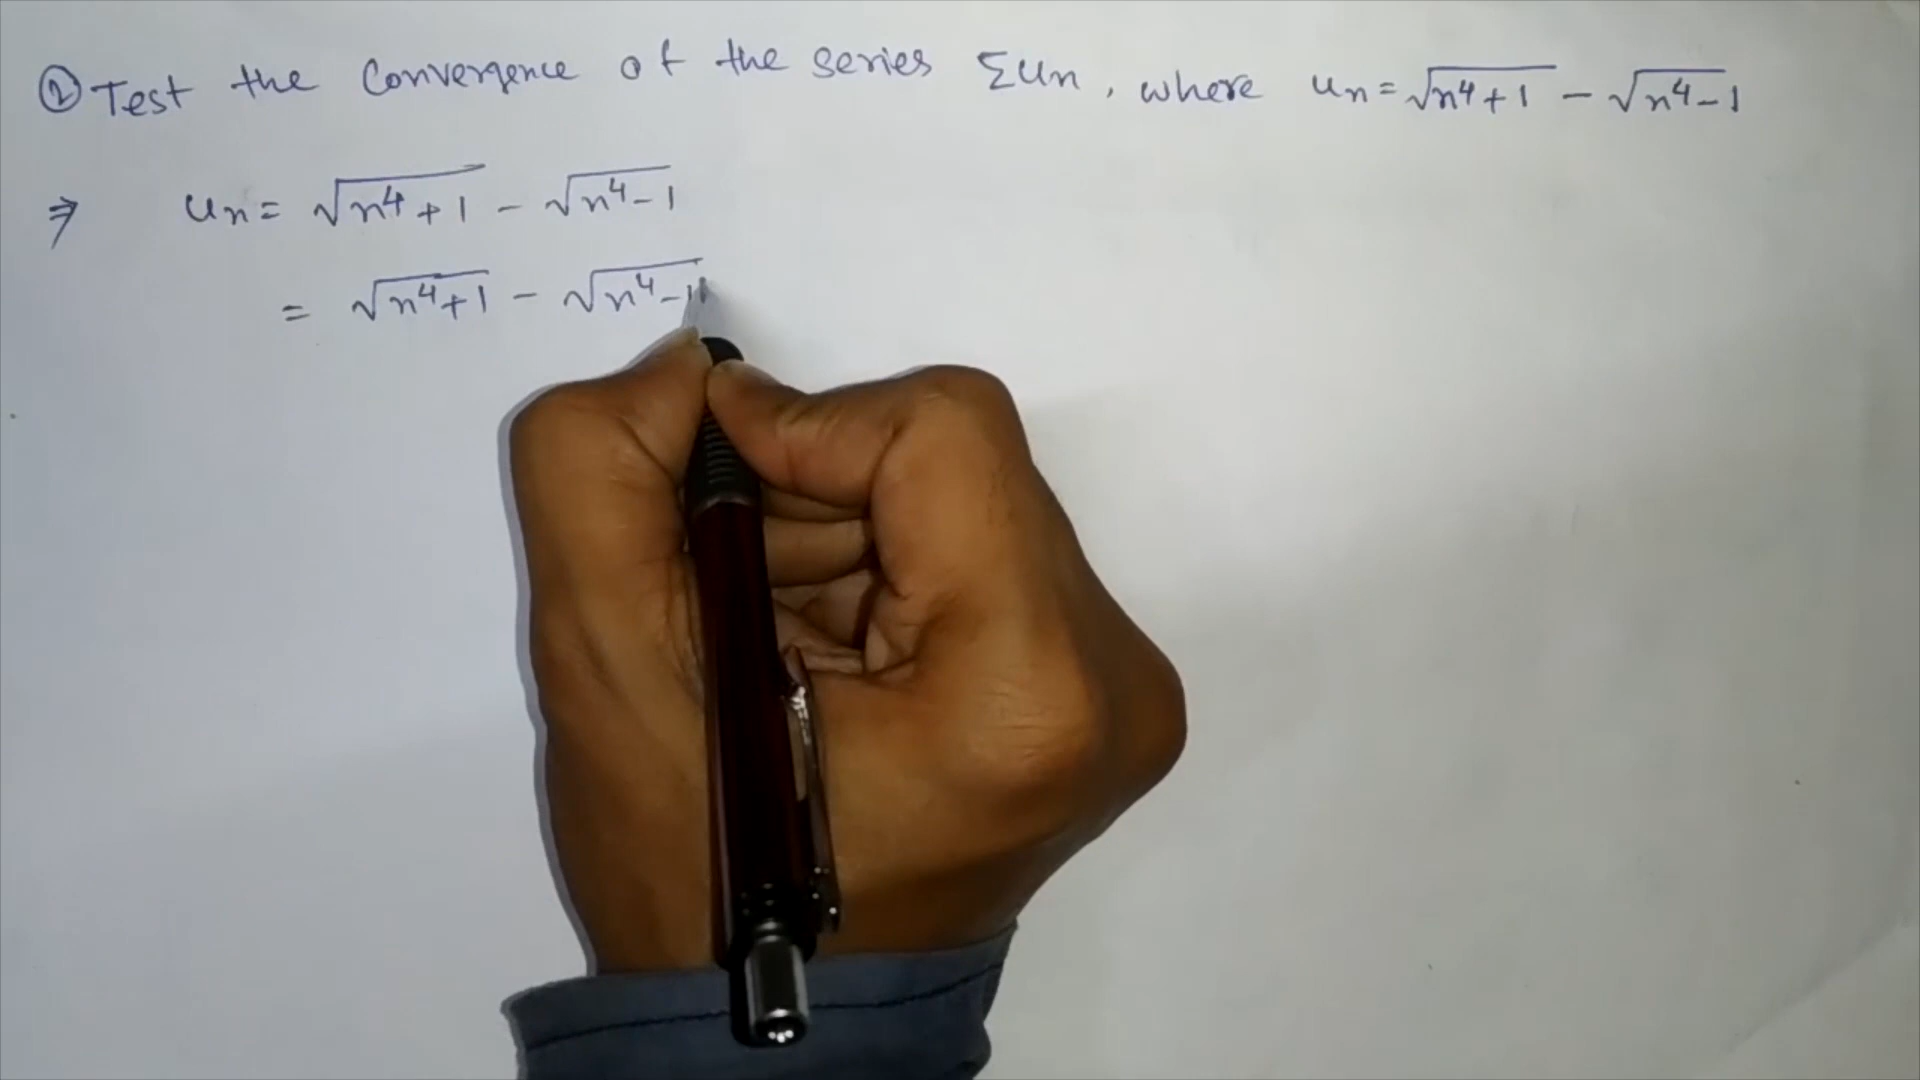 ② Test the Convergence of the series Σun, where un = √(n⁴+1) − √(n⁴−1)
⇒ un = √(n⁴+1) − √(n⁴−1)
= √(n⁴+1) − √(n⁴−1)